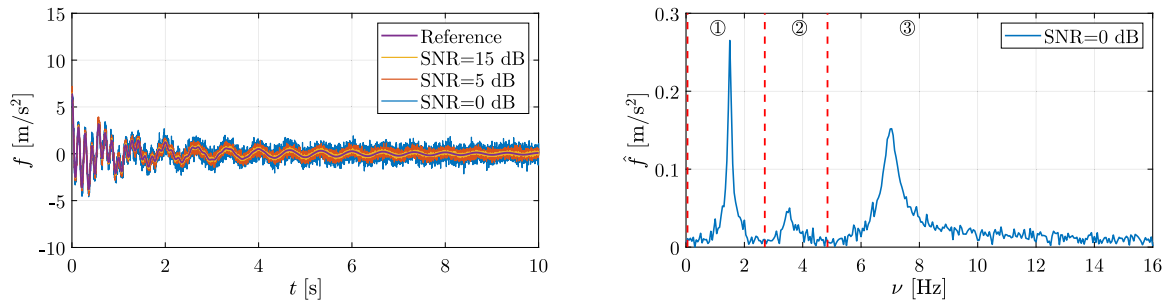 15
10
5
0
-5
-10
f [m/s²]
0 2 4 6 8 10
t [s]
Reference
SNR=15 dB
SNR=5 dB
SNR=0 dB
0.3
0.2
0.1
0
f̂ [m/s²]
① ② ③
SNR=0 dB
0 2 4 6 8 10 12 14 16
ν [Hz]